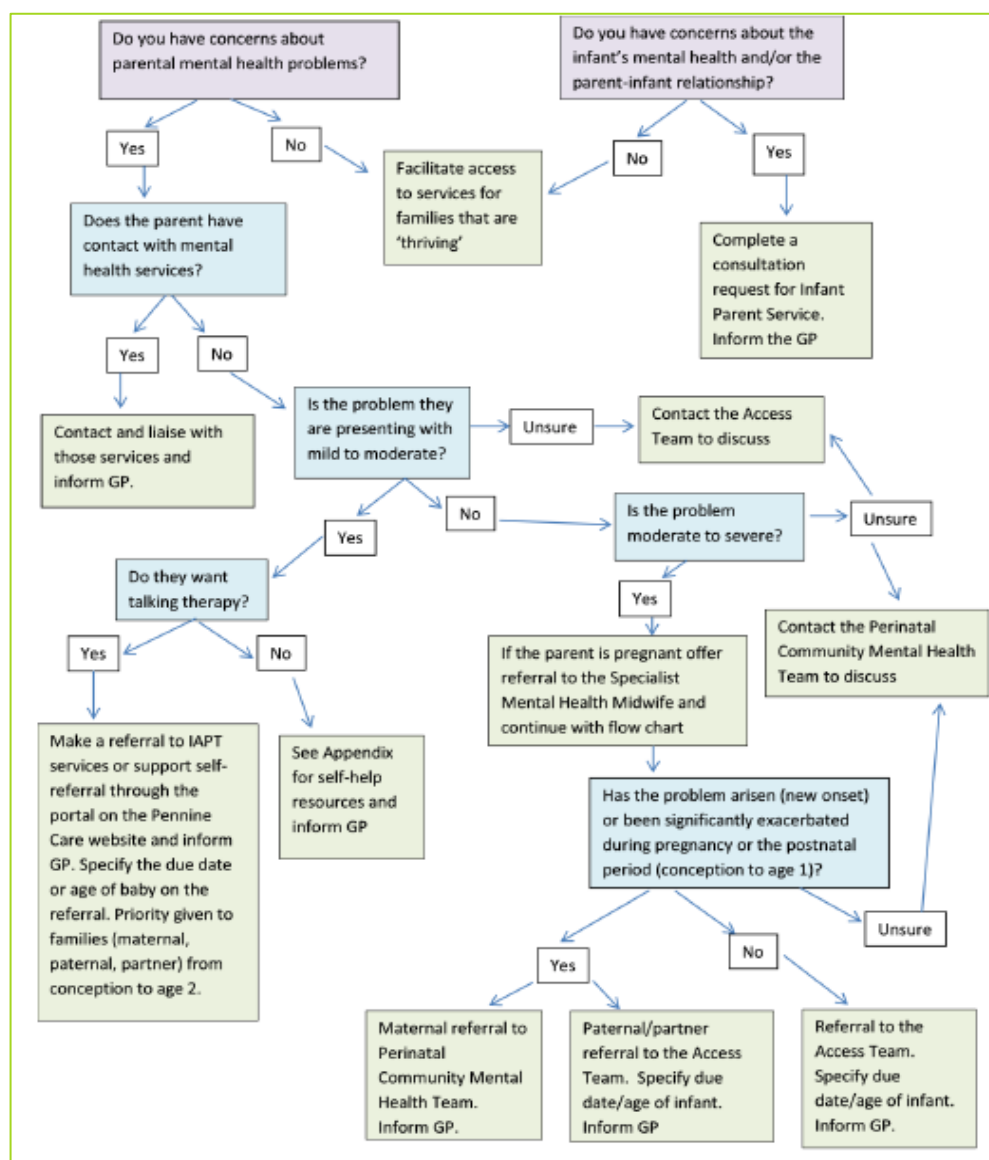 Do you have concerns about
parental mental health problems?
Do you have concerns about the
infant's mental health and/or the
parent-infant relationship?
Yes
No
No
Yes
Facilitate access
to services for
families that are
'thriving'
Does the parent have
contact with mental
health services?
Complete a
consultation
request for Infant
Parent Service.
Inform the GP
Yes
No
Contact and liaise with
those services and
inform GP.
Is the problem they
are presenting with
mild to moderate?
Unsure
Contact the Access
Team to discuss
Yes
No
Is the problem
moderate to severe?
Unsure
Do they want
talking therapy?
Yes
No
Yes
Contact the Perinatal
Community Mental Health
Team to discuss
If the parent is pregnant offer
referral to the Specialist
Mental Health Midwife and
continue with flow chart
Make a referral to IAPT
services or support self-
referral through the
portal on the Pennine
Care website and inform
GP. Specify the due date
or age of baby on the
referral. Priority given to
families (maternal,
paternal, partner) from
conception to age 2.
See Appendix
for self-help
resources and
inform GP
Has the problem arisen (new onset)
or been significantly exacerbated
during pregnancy or the postnatal
period (conception to age 1)?
Unsure
Yes
No
Maternal referral to
Perinatal
Community Mental
Health Team.
Inform GP.
Paternal/partner
referral to the Access
Team. Specify due
date/age of infant.
Inform GP
Referral to the
Access Team.
Specify due
date/age of infant.
Inform GP.